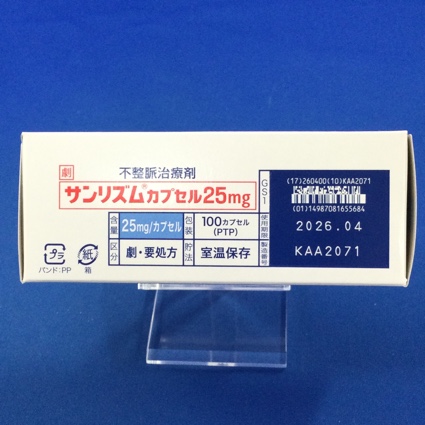 劇
不整脈治療剤
サンリズム®カプセル25mg
含量 25mg/カプセル 包装 100カプセル(PTP)
区分 劇・要処方 貯法 室温保存
プラ
バンド:PP
紙
箱
GS1
(17)260400(10)KAA2071
(01)14987081655684
使用期限 2026.04
製造番号 KAA2071